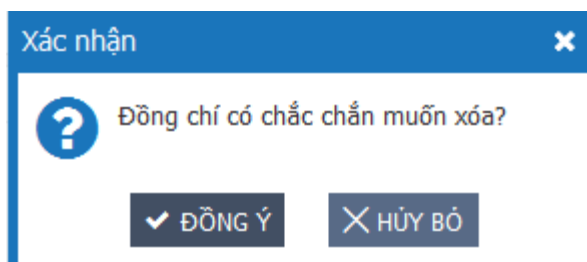 Xác nhận
Đồng chí có chắc chắn muốn xóa?
ĐỒNG Ý
HỦY BỎ